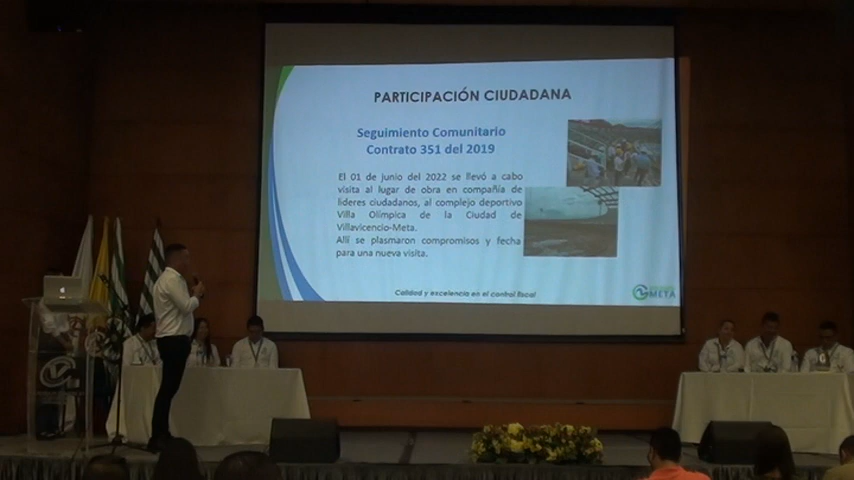 PARTICIPACIÓN CIUDADANA
Seguimiento Comunitario
Contrato 351 del 2019
El 01 de junio del 2022 se llevó a cabo
visita al lugar de obra en compañía de
lideres ciudadanos, al complejo deportivo
Villa Olímpica de la Ciudad de
Villavicencio-Meta.
Allí se plasmaron compromisos y fecha
para una nueva visita.
Calidad y excelencia en el control fiscal
META